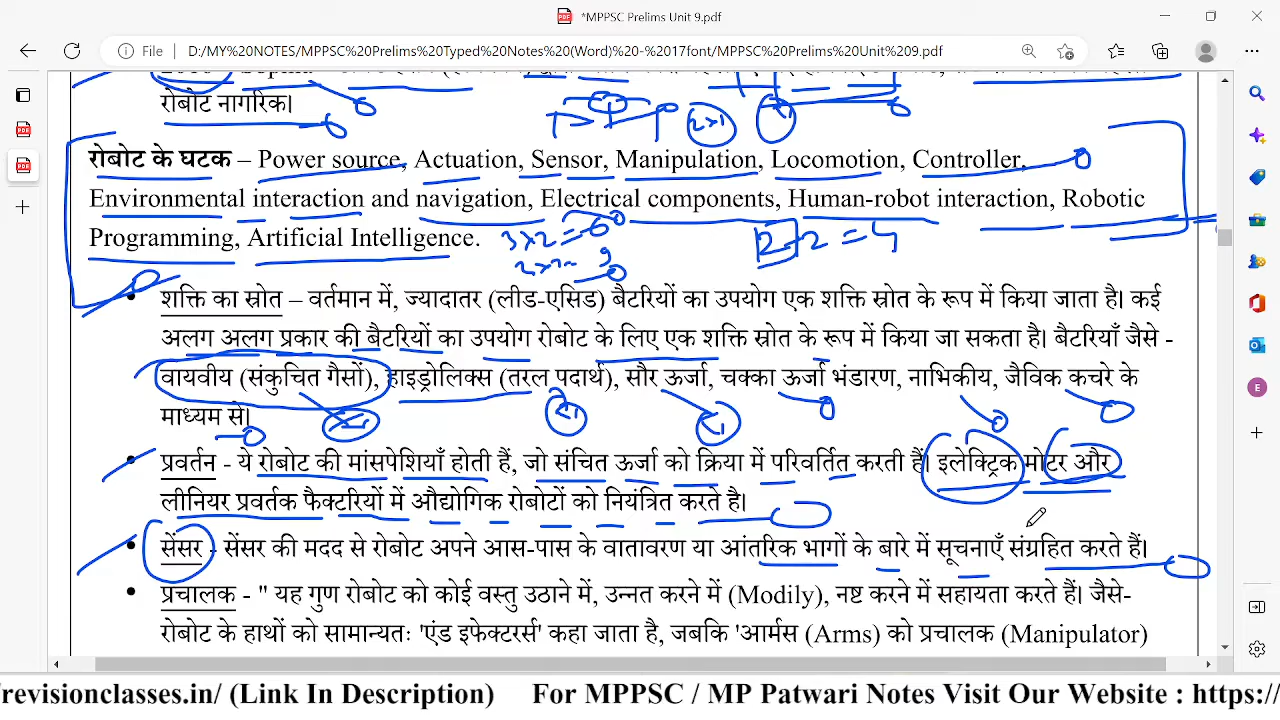 *MPPSC Prelims Unit 9.pdf
File D:/MY%20NOTES/MPPSC%20Prelims%20Typed%20Notes%20(Word)%20-%2017font/MPPSC%20Prelims%20Unit%209.pdf
रोबोट नागरिक।
रोबोट के घटक – Power source, Actuation, Sensor, Manipulation, Locomotion, Controller,
Environmental interaction and navigation, Electrical components, Human-robot interaction, Robotic
Programming, Artificial Intelligence.
3x2 = 6
2+2 = 4
• शक्ति का स्रोत – वर्तमान में, ज्यादातर (लीड-एसिड) बैटरियों का उपयोग एक शक्ति स्रोत के रूप में किया जाता है। कई
अलग अलग प्रकार की बैटरियों का उपयोग रोबोट के लिए एक शक्ति स्रोत के रूप में किया जा सकता है। बैटरियाँ जैसे -
वायवीय (संकुचित गैसों), हाइड्रोलिक्स (तरल पदार्थ), सौर ऊर्जा, चक्का ऊर्जा भंडारण, नाभिकीय, जैविक कचरे के
माध्यम से।
• प्रवर्तन - ये रोबोट की मांसपेशियाँ होती हैं, जो संचित ऊर्जा को क्रिया में परिवर्तित करती हैं। इलेक्ट्रिक मोटर और
लीनियर प्रवर्तक फैक्टरियों में औद्योगिक रोबोटों को नियंत्रित करते है।
• सेंसर - सेंसर की मदद से रोबोट अपने आस-पास के वातावरण या आंतरिक भागों के बारे में सूचनाएँ संग्रहित करते हैं।
• प्रचालक - " यह गुण रोबोट को कोई वस्तु उठाने में, उन्नत करने में (Modily), नष्ट करने में सहायता करते हैं। जैसे-
रोबोट के हाथों को सामान्यतः 'एंड इफेक्टर्स' कहा जाता है, जबकि 'आर्मस (Arms) को प्रचालक (Manipulator)
/revisionclasses.in/ (Link In Description) For MPPSC / MP Patwari Notes Visit Our Website : https:/